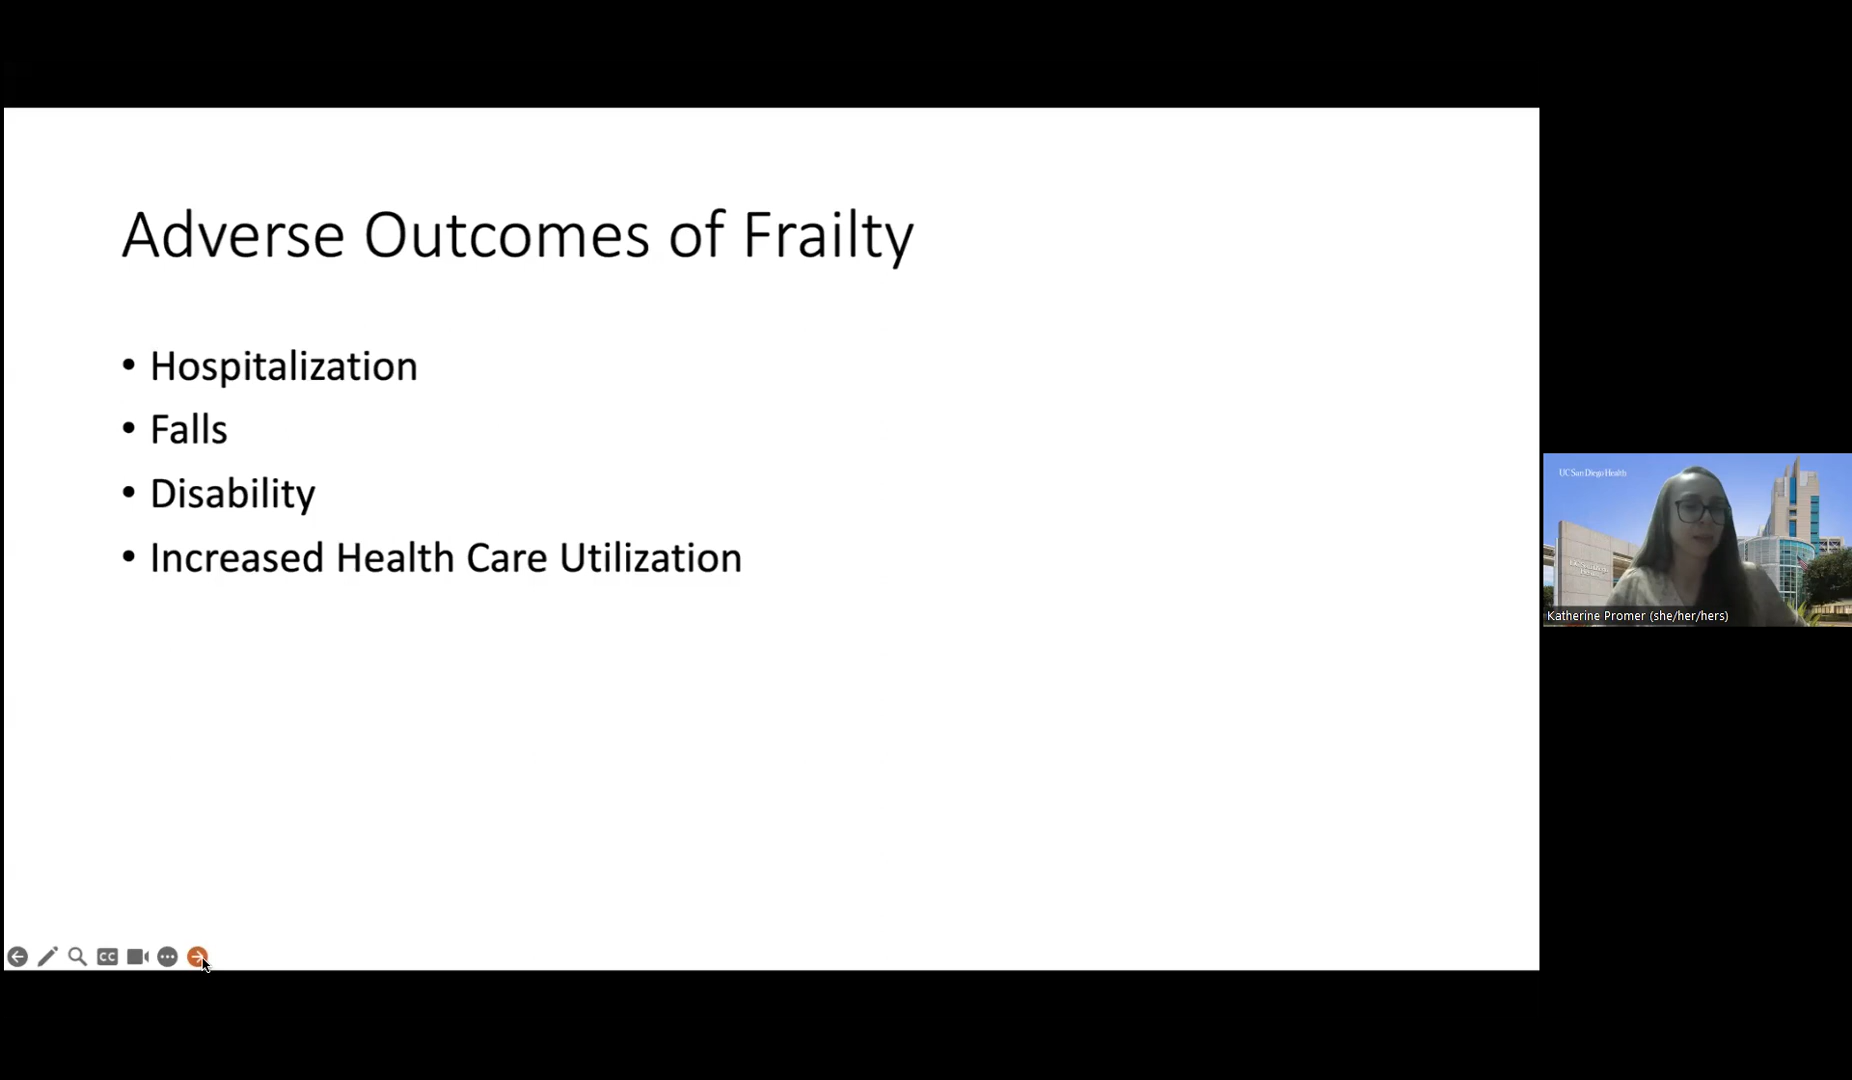 Adverse Outcomes of Frailty
• Hospitalization
• Falls
• Disability
• Increased Health Care Utilization
CC
UC San Diego Health
Katherine Promer (she/her/hers)